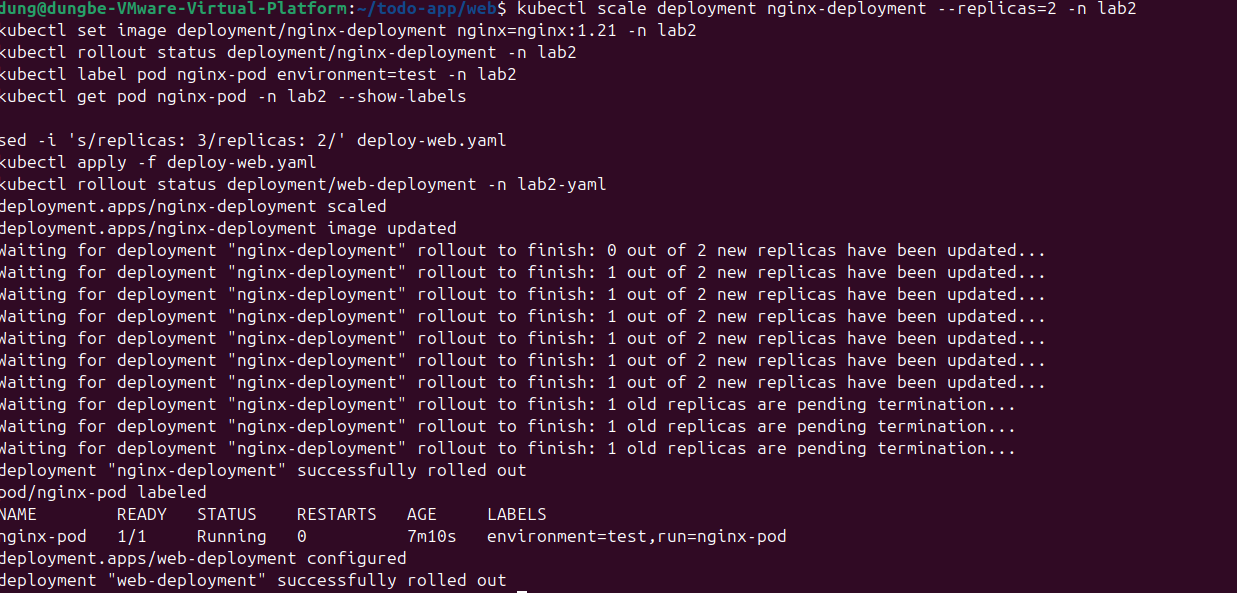 dung@dungbe-VMware-Virtual-Platform:~/todo-app/web$ kubectl scale deployment nginx-deployment --replicas=2 -n lab2
kubectl set image deployment/nginx-deployment nginx=nginx:1.21 -n lab2
kubectl rollout status deployment/nginx-deployment -n lab2
kubectl label pod nginx-pod environment=test -n lab2
kubectl get pod nginx-pod -n lab2 --show-labels

sed -i 's/replicas: 3/replicas: 2/' deploy-web.yaml
kubectl apply -f deploy-web.yaml
kubectl rollout status deployment/web-deployment -n lab2-yaml
deployment.apps/nginx-deployment scaled
deployment.apps/nginx-deployment image updated
Waiting for deployment "nginx-deployment" rollout to finish: 0 out of 2 new replicas have been updated...
Waiting for deployment "nginx-deployment" rollout to finish: 1 out of 2 new replicas have been updated...
Waiting for deployment "nginx-deployment" rollout to finish: 1 out of 2 new replicas have been updated...
Waiting for deployment "nginx-deployment" rollout to finish: 1 out of 2 new replicas have been updated...
Waiting for deployment "nginx-deployment" rollout to finish: 1 out of 2 new replicas have been updated...
Waiting for deployment "nginx-deployment" rollout to finish: 1 out of 2 new replicas have been updated...
Waiting for deployment "nginx-deployment" rollout to finish: 1 out of 2 new replicas have been updated...
Waiting for deployment "nginx-deployment" rollout to finish: 1 old replicas are pending termination...
Waiting for deployment "nginx-deployment" rollout to finish: 1 old replicas are pending termination...
Waiting for deployment "nginx-deployment" rollout to finish: 1 old replicas are pending termination...
deployment "nginx-deployment" successfully rolled out
pod/nginx-pod labeled
NAME        READY   STATUS    RESTARTS   AGE     LABELS
nginx-pod   1/1     Running   0          7m10s   environment=test,run=nginx-pod
deployment.apps/web-deployment configured
deployment "web-deployment" successfully rolled out